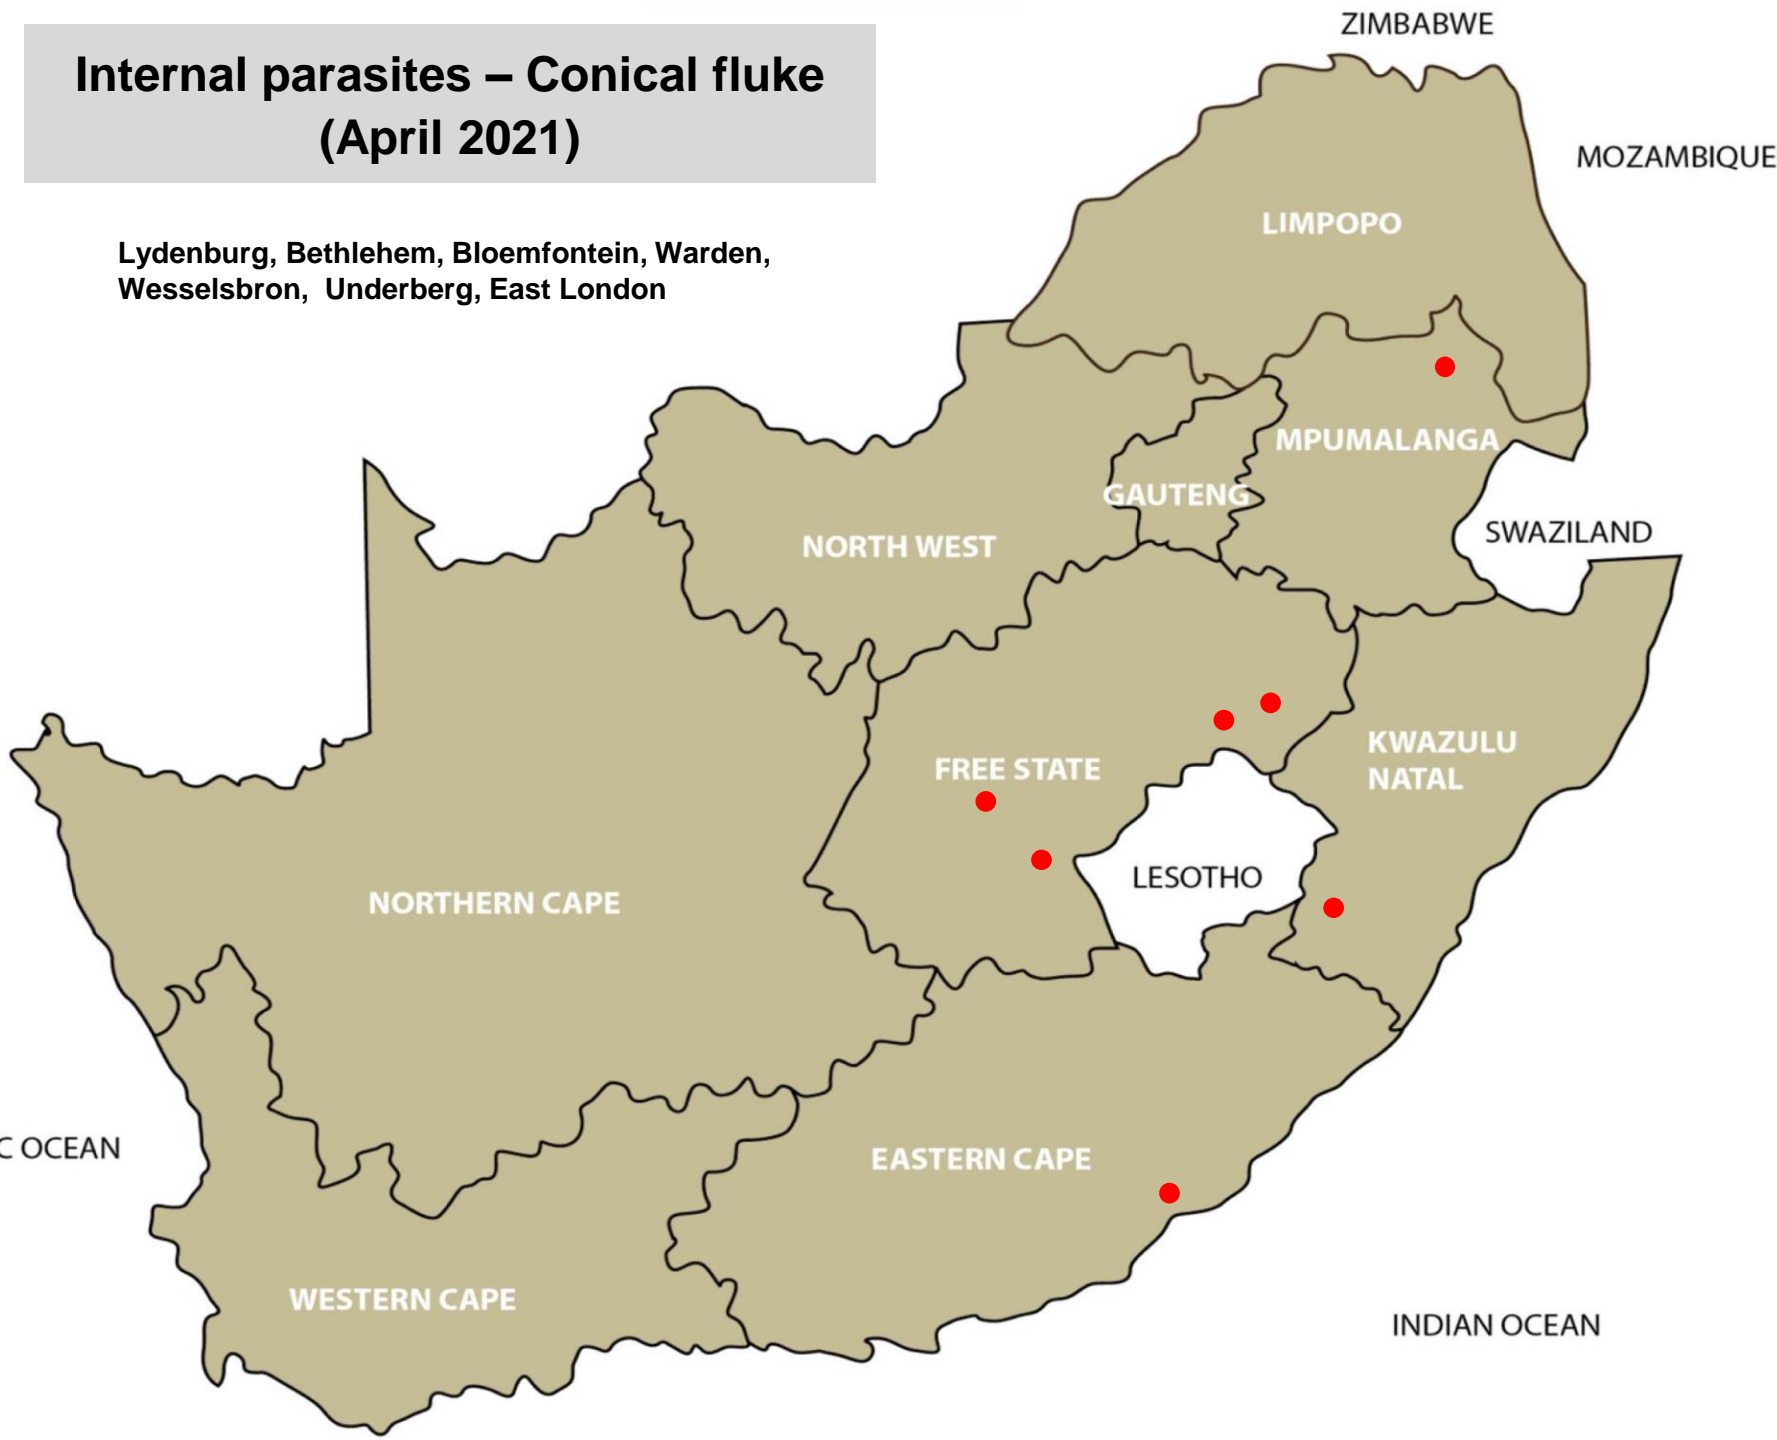 Internal parasites – Conical fluke
(April 2021)
Lydenburg, Bethlehem, Bloemfontein, Warden,
Wesselsbron, Underberg, East London
ZIMBABWE
MOZAMBIQUE
LIMPOPO
MPUMALANGA
GAUTENG
SWAZILAND
NORTH WEST
KWAZULU
NATAL
FREE STATE
LESOTHO
NORTHERN CAPE
C OCEAN
EASTERN CAPE
WESTERN CAPE
INDIAN OCEAN